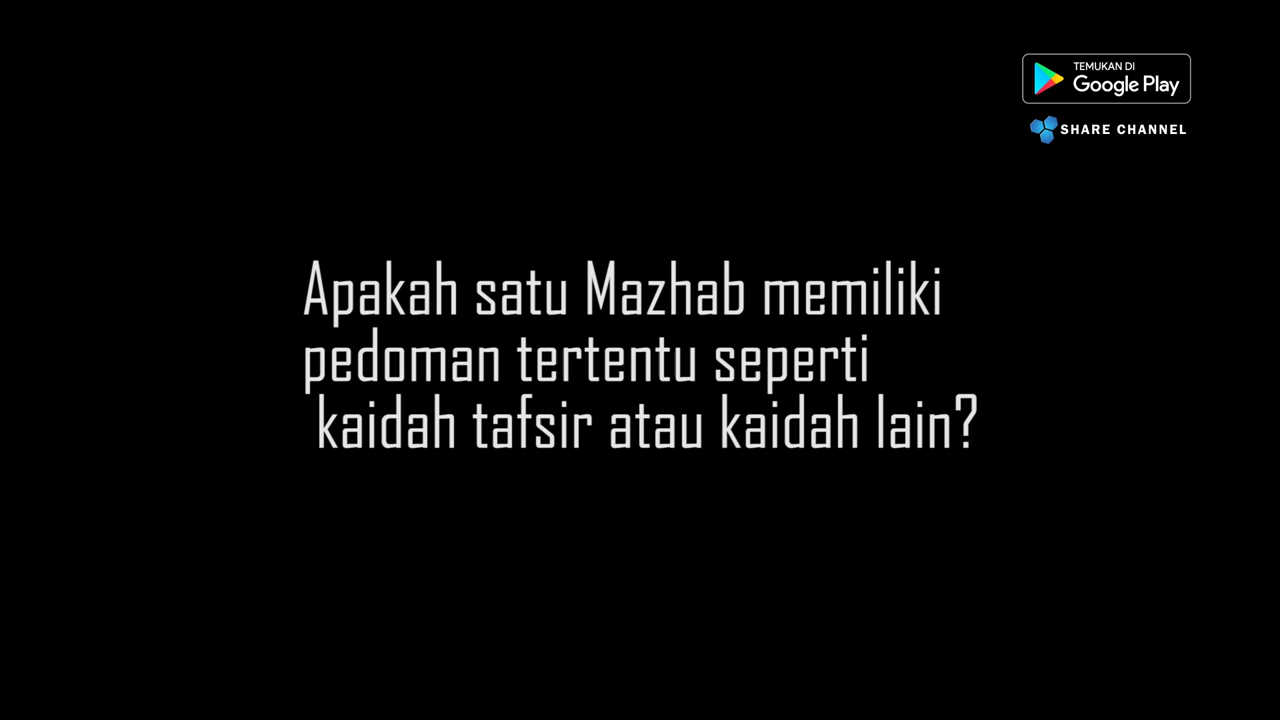 TEMUKAN DI
Google Play
SHARE CHANNEL
Apakah satu Mazhab memiliki
pedoman tertentu seperti
kaidah tafsir atau kaidah lain?